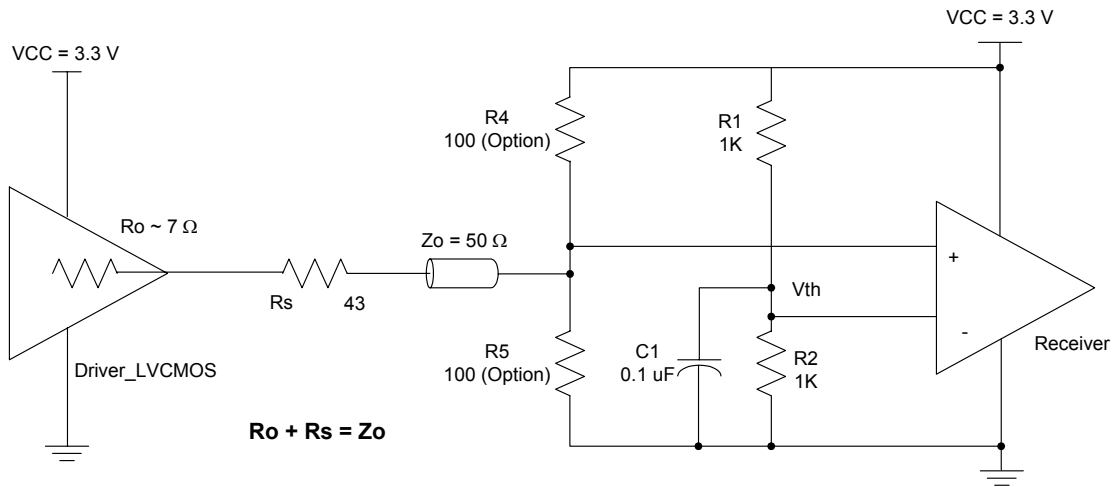 VCC = 3.3 V
VCC = 3.3 V
R4
100 (Option)
R1
1K
Ro ~ 7 Ω
Zo = 50 Ω
+
Vth
Rs
43
-
Receiver
R5
100 (Option)
C1
0.1 uF
R2
1K
Driver_LVCMOS
Ro + Rs = Zo